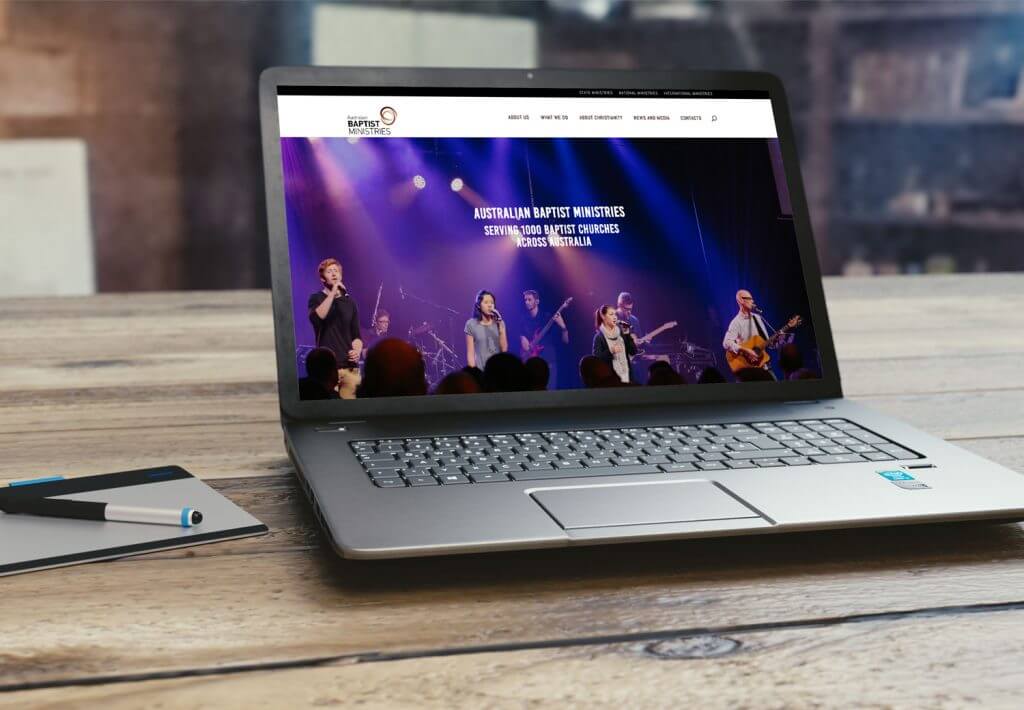 STATE MINISTRIES NATIONAL MINISTRIES INTERNATIONAL MINISTRIES
Australian
BAPTIST
MINISTRIES
ABOUT US WHAT WE DO ABOUT CHRISTIANITY NEWS AND MEDIA CONTACTS
AUSTRALIAN BAPTIST MINISTRIES
SERVING 1000 BAPTIST CHURCHES
ACROSS AUSTRALIA